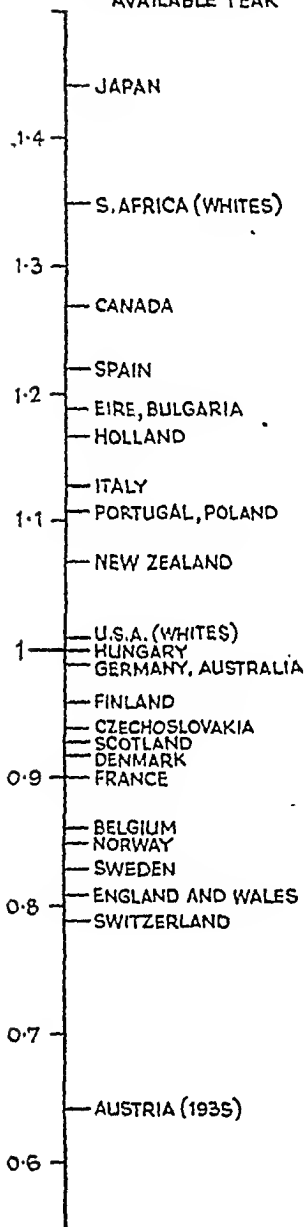 AVAILABLE YEAR
JAPAN
1·4
S. AFRICA (WHITES)
1·3
CANADA
SPAIN
1·2
EIRE, BULGARIA
HOLLAND
ITALY
1·1
PORTUGAL, POLAND
NEW ZEALAND
U.S.A. (WHITES)
1
HUNGARY
GERMANY, AUSTRALIA
FINLAND
CZECHOSLOVAKIA
SCOTLAND
DENMARK
0·9
FRANCE
BELGIUM
NORWAY
SWEDEN
ENGLAND AND WALES
0·8
SWITZERLAND
0·7
AUSTRIA (1935)
0·6